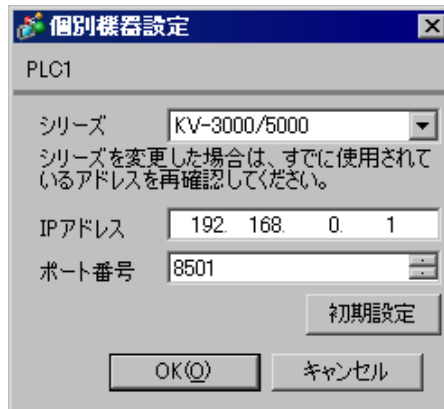 個別機器設定
PLC1
シリーズ KV-3000/5000
シリーズを変更した場合は、すでに使用されて
いるアドレスを再確認してください。
IPアドレス 192. 168. 0. 1
ポート番号 8501
初期設定
OK(O) キャンセル